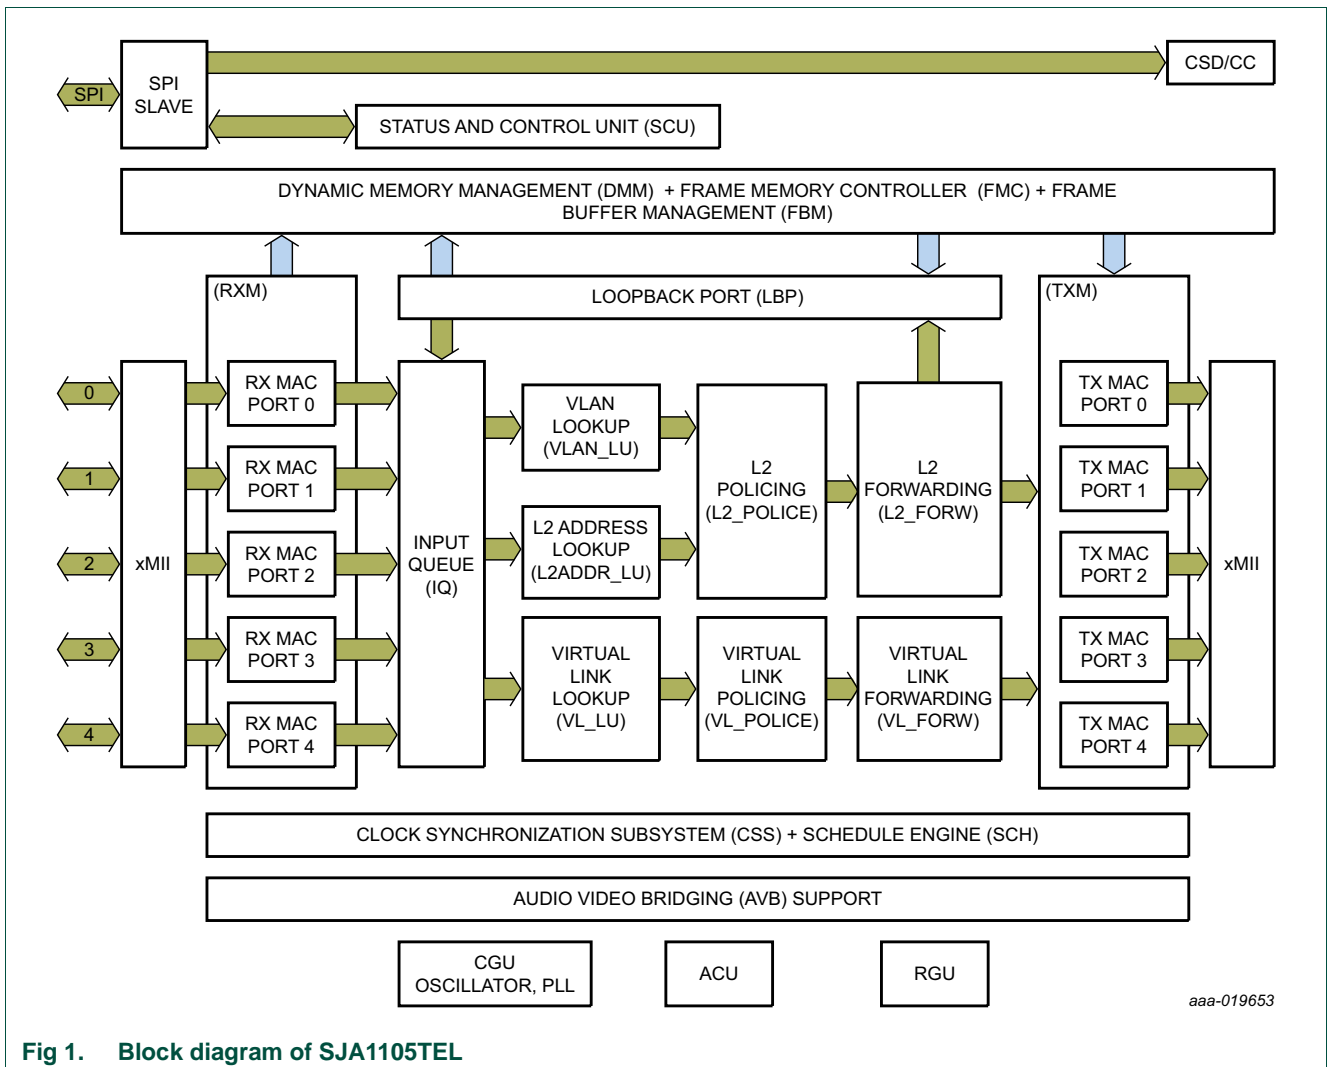 SPI
SPI
SLAVE
CSD/CC
STATUS AND CONTROL UNIT (SCU)
DYNAMIC MEMORY MANAGEMENT (DMM) + FRAME MEMORY CONTROLLER (FMC) + FRAME
BUFFER MANAGEMENT (FBM)
(RXM)
LOOPBACK PORT (LBP)
(TXM)
0
1
2
3
4
xMII
RX MAC
PORT 0
RX MAC
PORT 1
RX MAC
PORT 2
RX MAC
PORT 3
RX MAC
PORT 4
INPUT
QUEUE
(IQ)
VLAN
LOOKUP
(VLAN_LU)
L2 ADDRESS
LOOKUP
(L2ADDR_LU)
VIRTUAL
LINK
LOOKUP
(VL_LU)
L2
POLICING
(L2_POLICE)
VIRTUAL
LINK
POLICING
(VL_POLICE)
L2
FORWARDING
(L2_FORW)
VIRTUAL
LINK
FORWARDING
(VL_FORW)
TX MAC
PORT 0
TX MAC
PORT 1
TX MAC
PORT 2
TX MAC
PORT 3
TX MAC
PORT 4
xMII
CLOCK SYNCHRONIZATION SUBSYSTEM (CSS) + SCHEDULE ENGINE (SCH)
AUDIO VIDEO BRIDGING (AVB) SUPPORT
CGU
OSCILLATOR, PLL
ACU
RGU
aaa-019653
Fig 1. Block diagram of SJA1105TEL